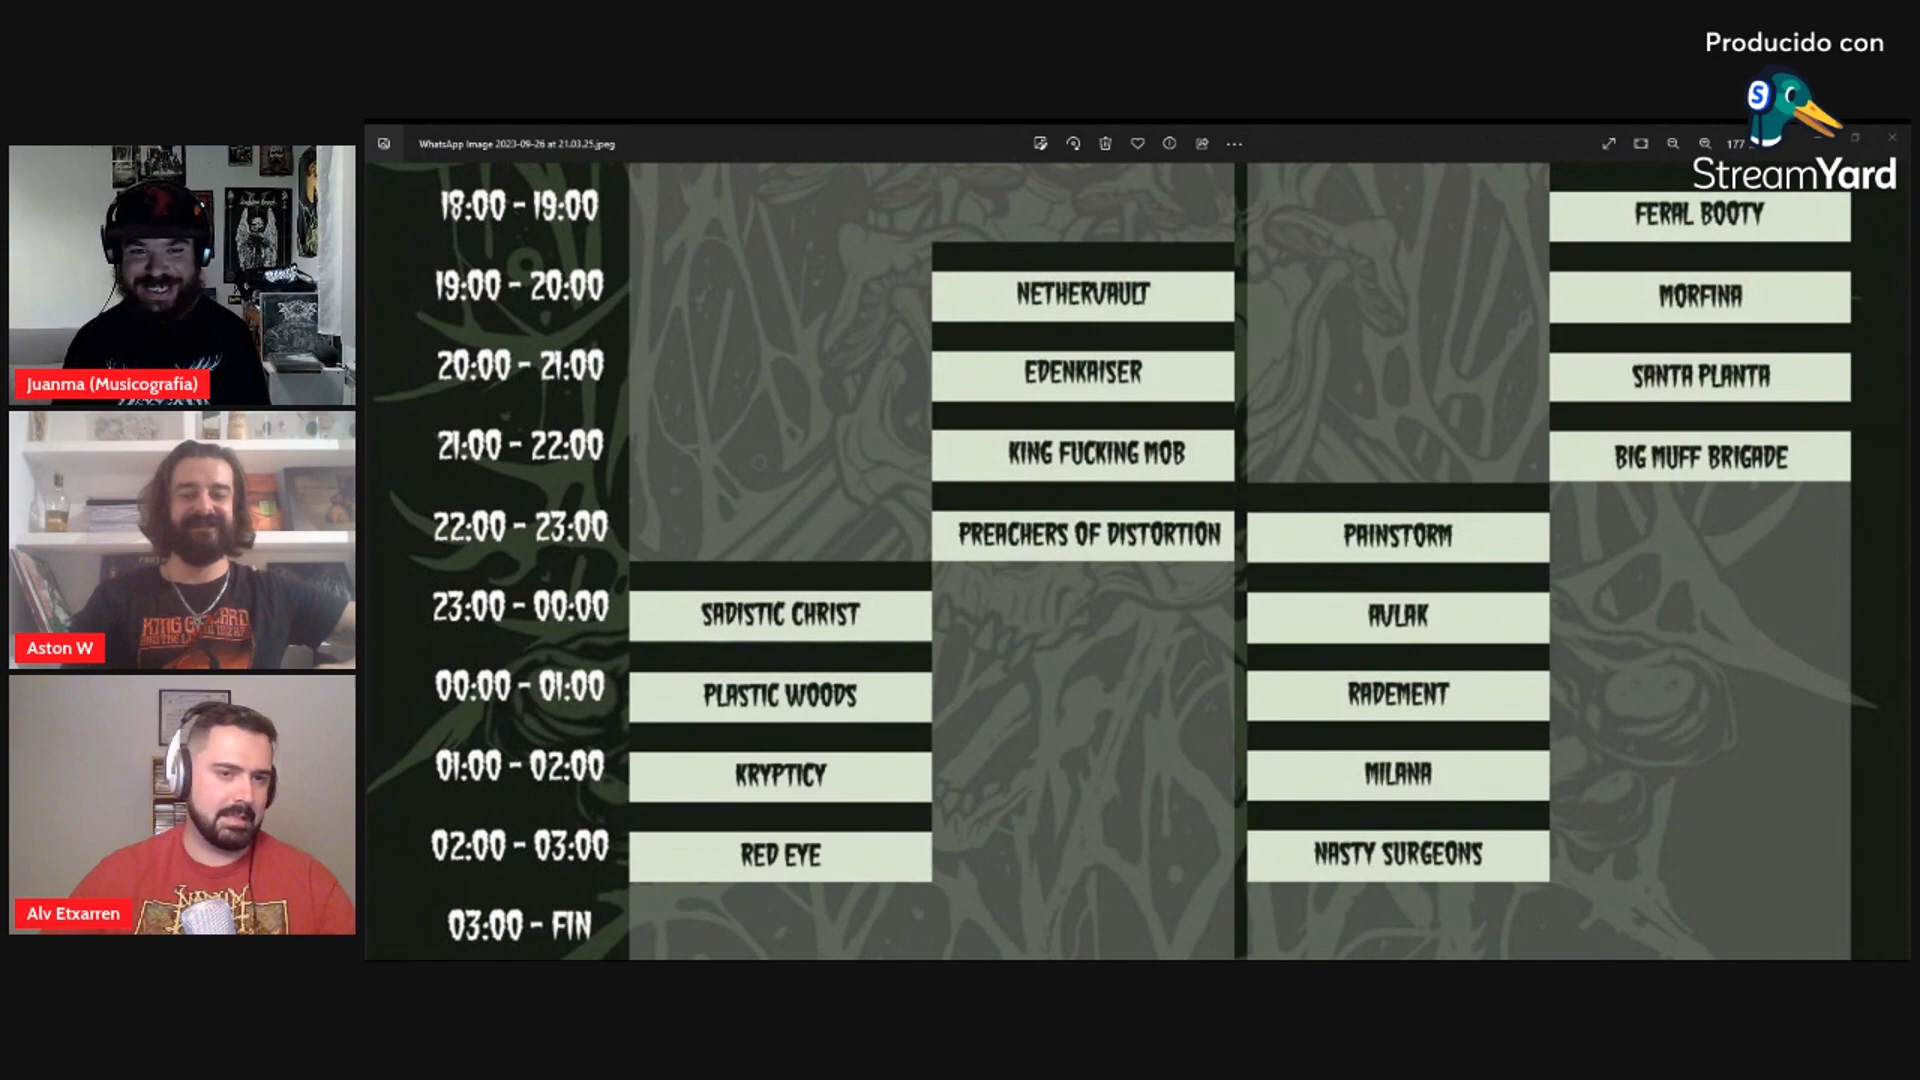 Producido con
StreamYard
WhatsApp Image 2023-09-26 at 21.03.25.jpeg
177
18:00 - 19:00
FERAL BOOTY
19:00 - 20:00
NETHERVAULT
MORFINA
20:00 - 21:00
EDENKAISER
SANTA PLANTA
21:00 - 22:00
KING FUCKING MOB
BIG MUFF BRIGADE
22:00 - 23:00
PREACHERS OF DISTORTION
PAINSTORM
23:00 - 00:00
SADISTIC CHRIST
AVLAK
00:00 - 01:00
PLASTIC WOODS
RADEMENT
01:00 - 02:00
KRYPTICY
MILANA
02:00 - 03:00
RED EYE
NASTY SURGEONS
03:00 - FIN
Juanma (Musicografía)
Aston W
Alv Etxarren